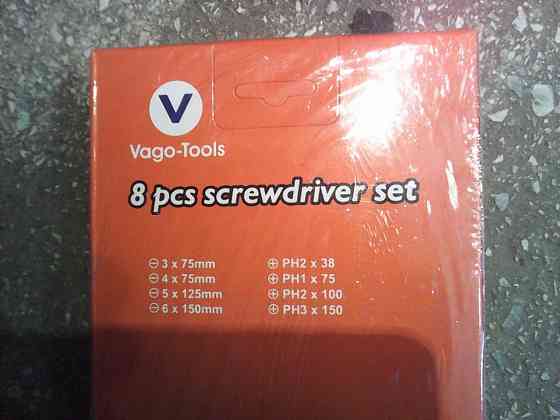 V
Vago-Tools
8 pcs screwdriver set
⊖ 3 x 75mm
⊖ 4 x 75mm
⊖ 5 x 125mm
⊖ 6 x 150mm
⊕ PH2 x 38
⊕ PH1 x 75
⊕ PH2 x 100
⊕ PH3 x 150